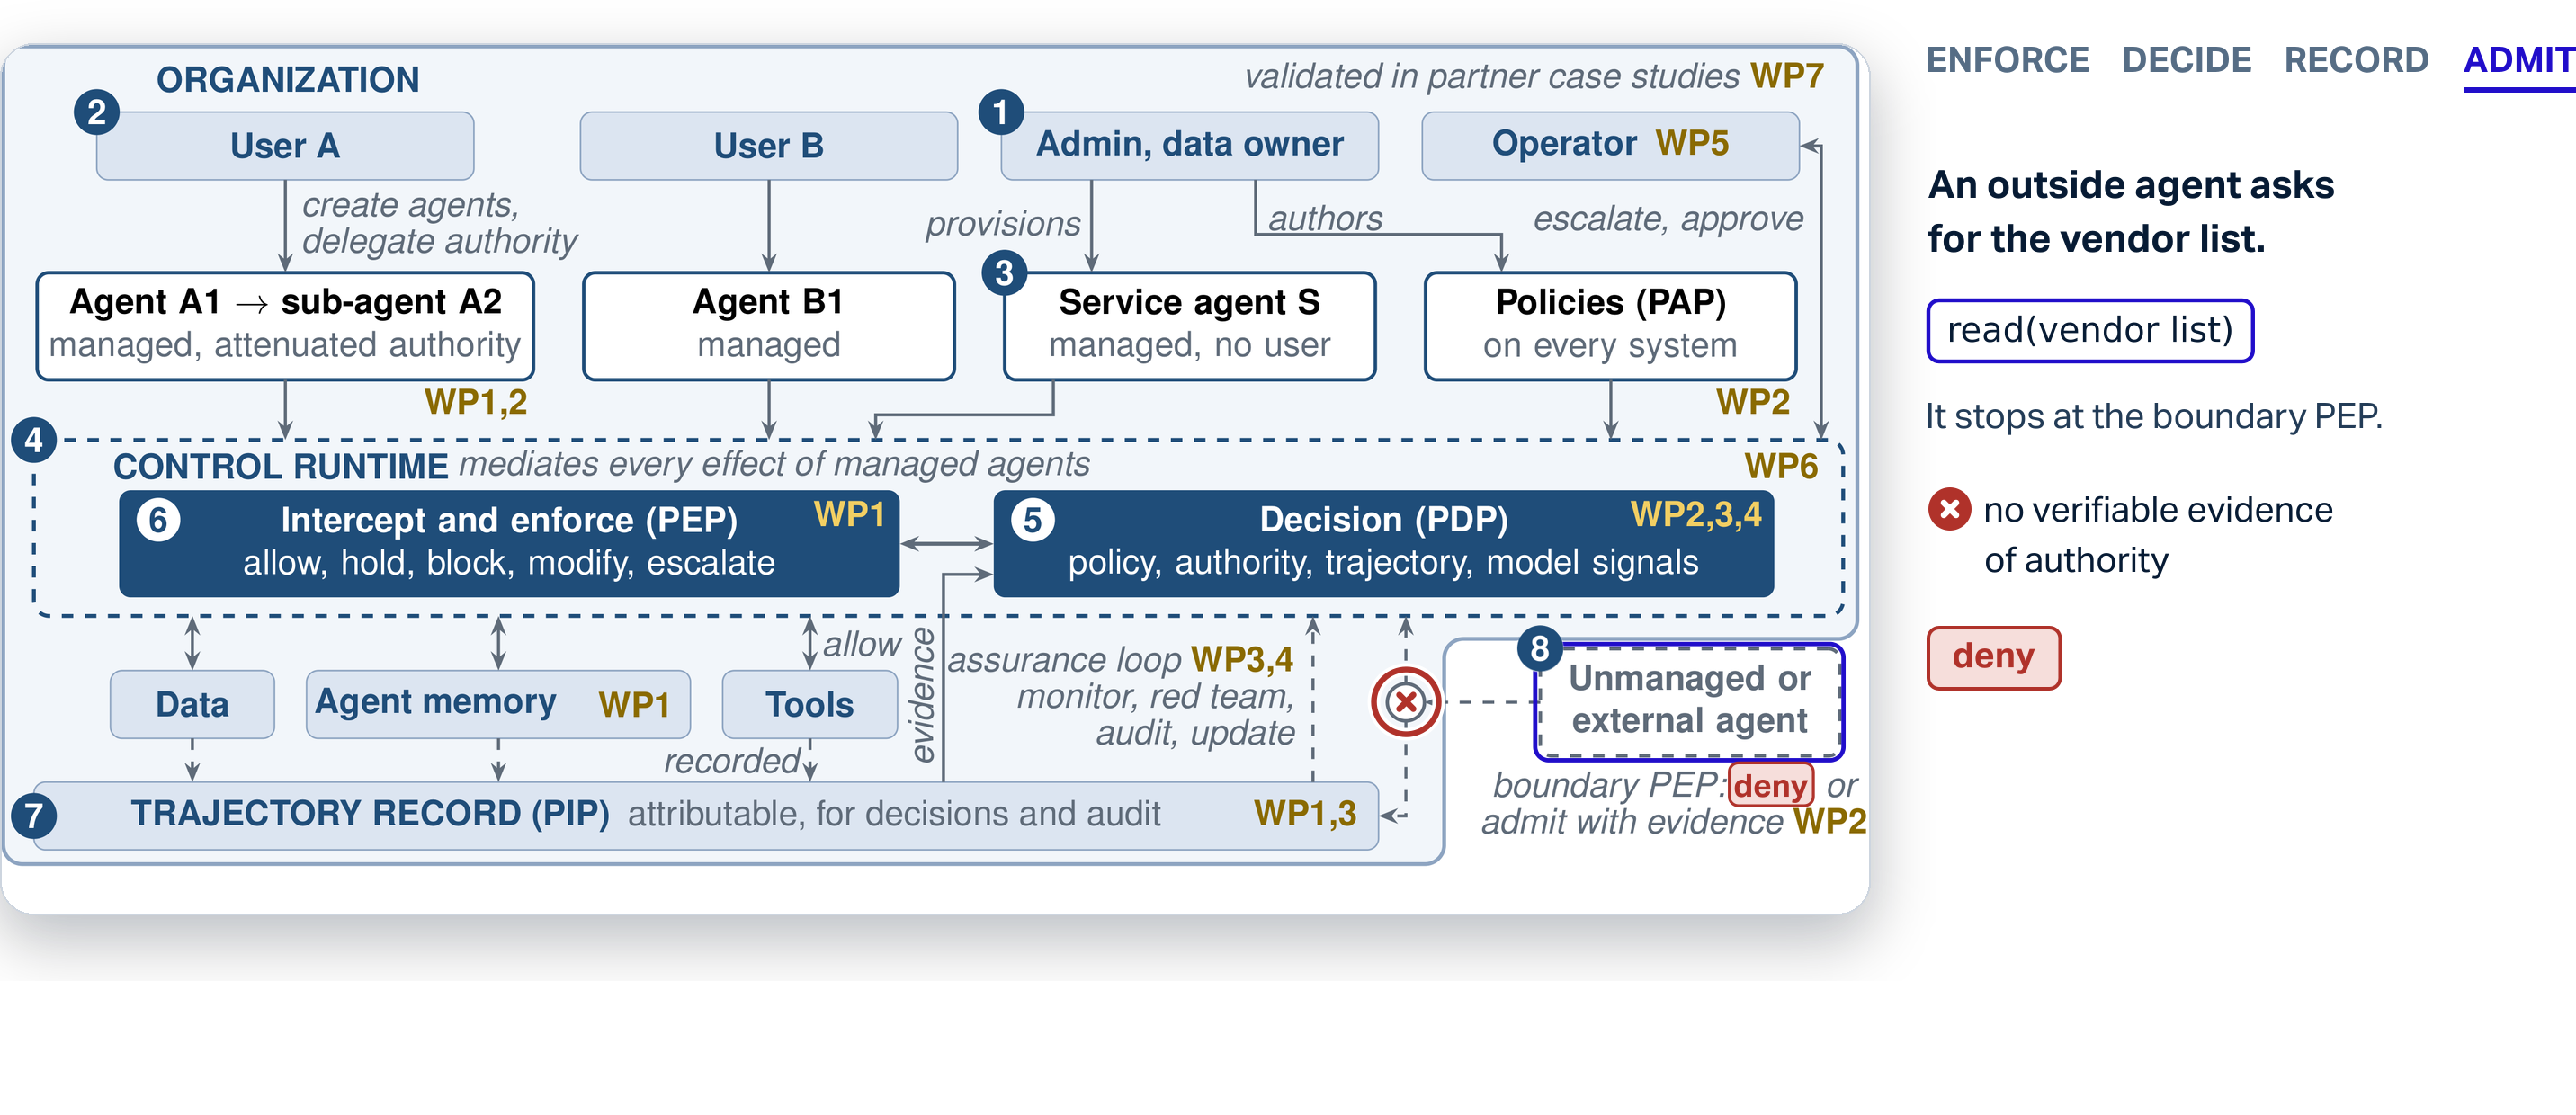 ORGANIZATION
validated in partner case studies WP7
2
User A
User B
1
Admin, data owner
Operator WP5
create agents,
delegate authority
provisions
authors
escalate, approve
Agent A1 → sub-agent A2
managed, attenuated authority
Agent B1
managed
3
Service agent S
managed, no user
Policies (PAP)
on every system
WP1,2
WP2
4
CONTROL RUNTIME mediates every effect of managed agents
WP6
6
Intercept and enforce (PEP)
WP1
allow, hold, block, modify, escalate
5
Decision (PDP)
WP2,3,4
policy, authority, trajectory, model signals
allow
evidence
assurance loop WP3,4
monitor, red team,
audit, update
Data
Agent memory WP1
Tools
recorded
8
Unmanaged or
external agent
boundary PEP: deny or
admit with evidence WP2
7
TRAJECTORY RECORD (PIP) attributable, for decisions and audit WP1,3
ENFORCE DECIDE RECORD ADMIT
An outside agent asks
for the vendor list.
read(vendor list)
It stops at the boundary PEP.
no verifiable evidence
of authority
deny